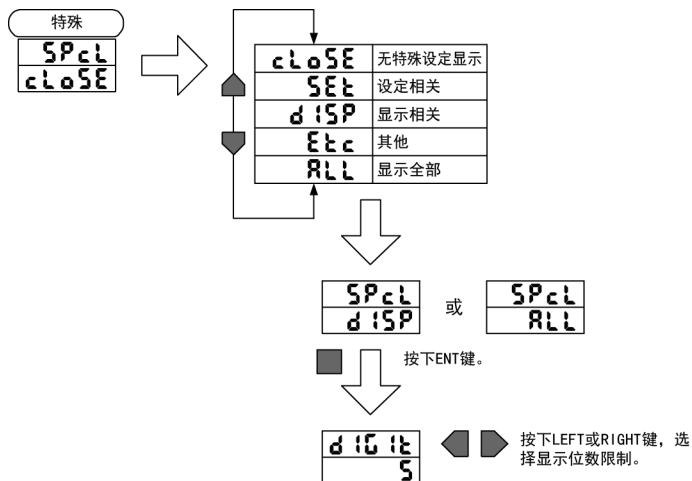 特殊
SPcL
cLoSE
cLoSE 无特殊设定显示
SEt 设定相关
dISP 显示相关
Etc 其他
ALL 显示全部
SPcL
dISP
或
SPcL
ALL
按下ENT键。
dIGIt
5
按下LEFT或RIGHT键，选
择显示位数限制。